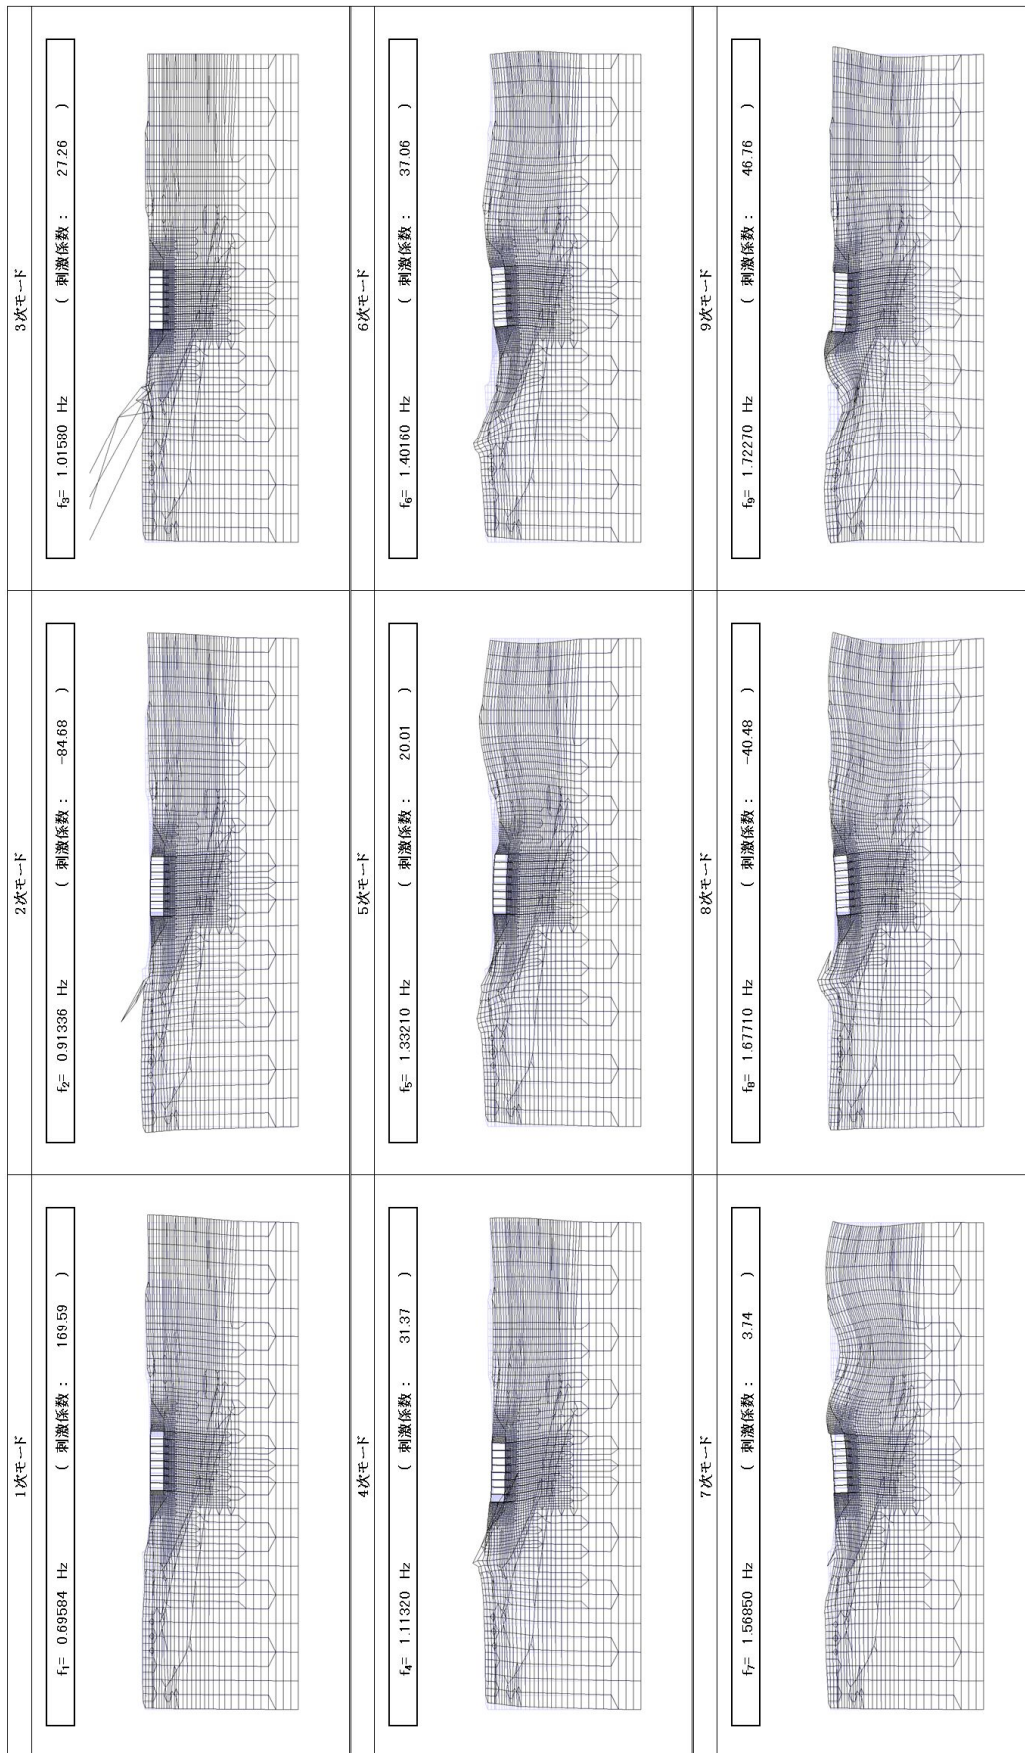 1次モード
f1= 0.69584 Hz ( 刺激係数 : 169.59 )
2次モード
f2= 0.91336 Hz ( 刺激係数 : −84.68 )
3次モード
f3= 1.01580 Hz ( 刺激係数 : 27.26 )
4次モード
f4= 1.11320 Hz ( 刺激係数 : 31.37 )
5次モード
f5= 1.33210 Hz ( 刺激係数 : 20.01 )
6次モード
f6= 1.40160 Hz ( 刺激係数 : 37.06 )
7次モード
f7= 1.56850 Hz ( 刺激係数 : 3.74 )
8次モード
f8= 1.67710 Hz ( 刺激係数 : −40.48 )
9次モード
f9= 1.72270 Hz ( 刺激係数 : 46.76 )